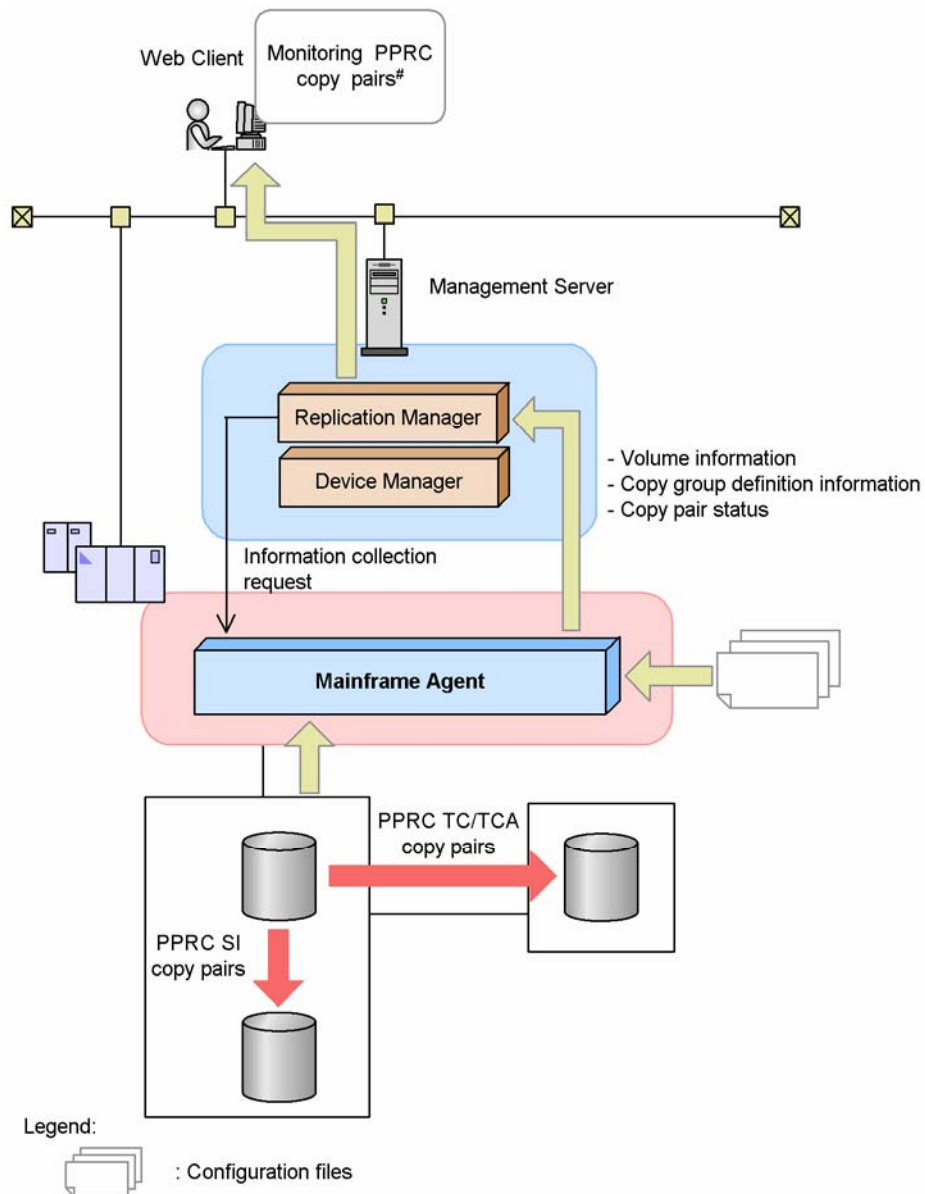 Web Client
Monitoring PPRC
copy pairs#
Management Server
Replication Manager
Device Manager
- Volume information
- Copy group definition information
- Copy pair status
Information collection
request
Mainframe Agent
PPRC TC/TCA
copy pairs
PPRC SI
copy pairs
Legend:
: Configuration files